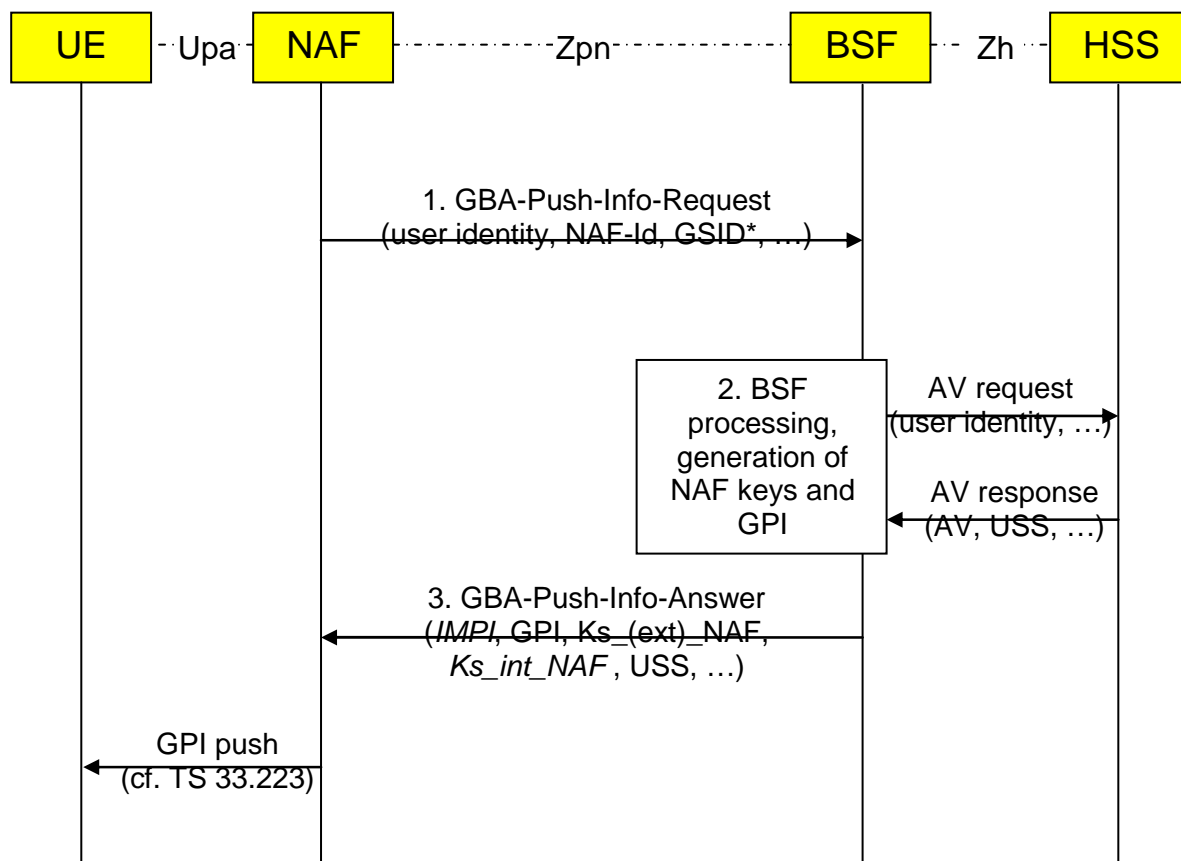 UE
Upa
NAF
Zpn
BSF
Zh
HSS
1. GBA-Push-Info-Request
(user identity, NAF-Id, GSID*, …)
2. BSF
processing,
generation of
NAF keys and
GPI
AV request
(user identity, …)
AV response
(AV, USS, …)
3. GBA-Push-Info-Answer
(IMPI, GPI, Ks_(ext)_NAF,
Ks_int_NAF , USS, …)
GPI push
(cf. TS 33.223)